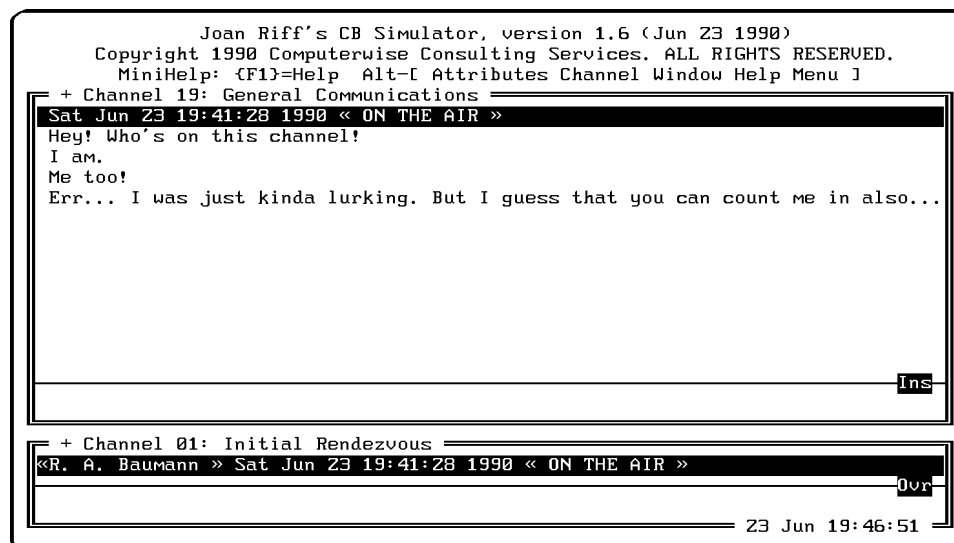 Joan Riff's CB Simulator, version 1.6 (Jun 23 1990)
Copyright 1990 Computerwise Consulting Services. ALL RIGHTS RESERVED.
MiniHelp: {F1}=Help  Alt-[ Attributes Channel Window Help Menu ]
+ Channel 19: General Communications
Sat Jun 23 19:41:28 1990 « ON THE AIR »
Hey! Who's on this channel!
I am.
Me too!
Err... I was just kinda lurking. But I guess that you can count me in also...
Ins
+ Channel 01: Initial Rendezvous
«R. A. Baumann » Sat Jun 23 19:41:28 1990 « ON THE AIR »
Ovr
23 Jun 19:46:51